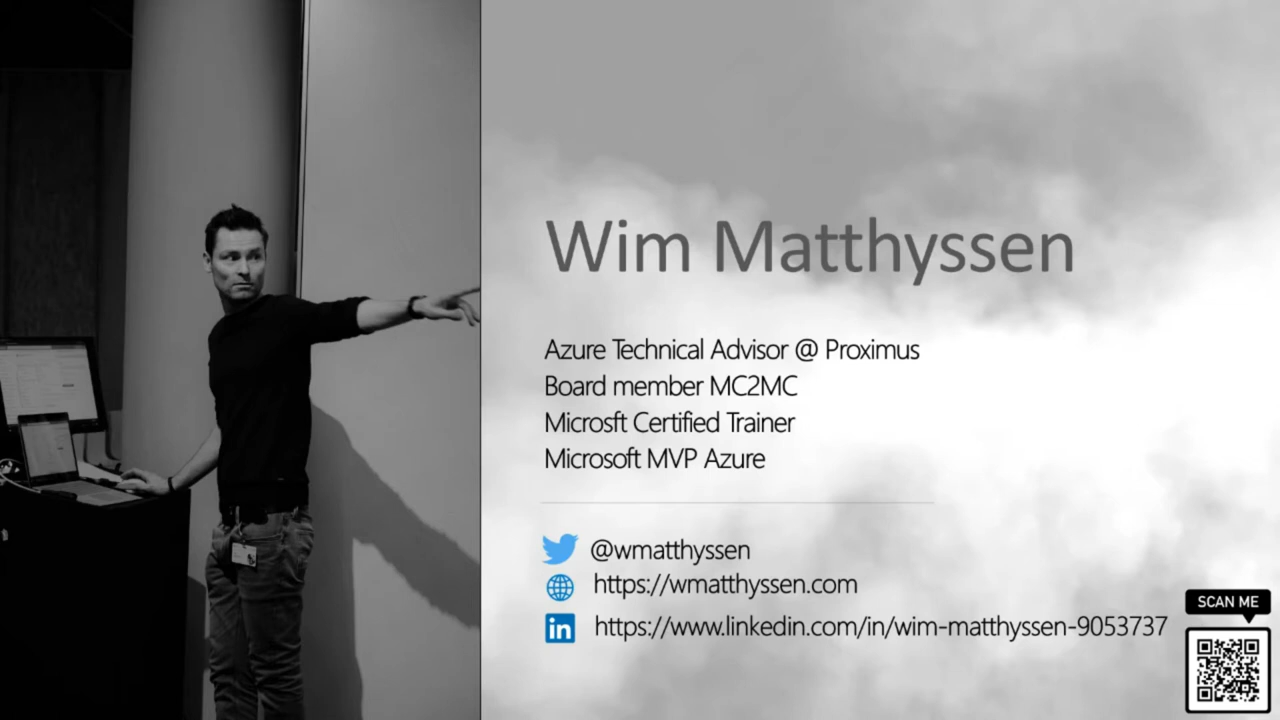 Wim Matthyssen
Azure Technical Advisor @ Proximus
Board member MC2MC
Microsft Certified Trainer
Microsoft MVP Azure
@wmatthyssen
https://wmatthyssen.com
https://www.linkedin.com/in/wim-matthyssen-9053737
SCAN ME